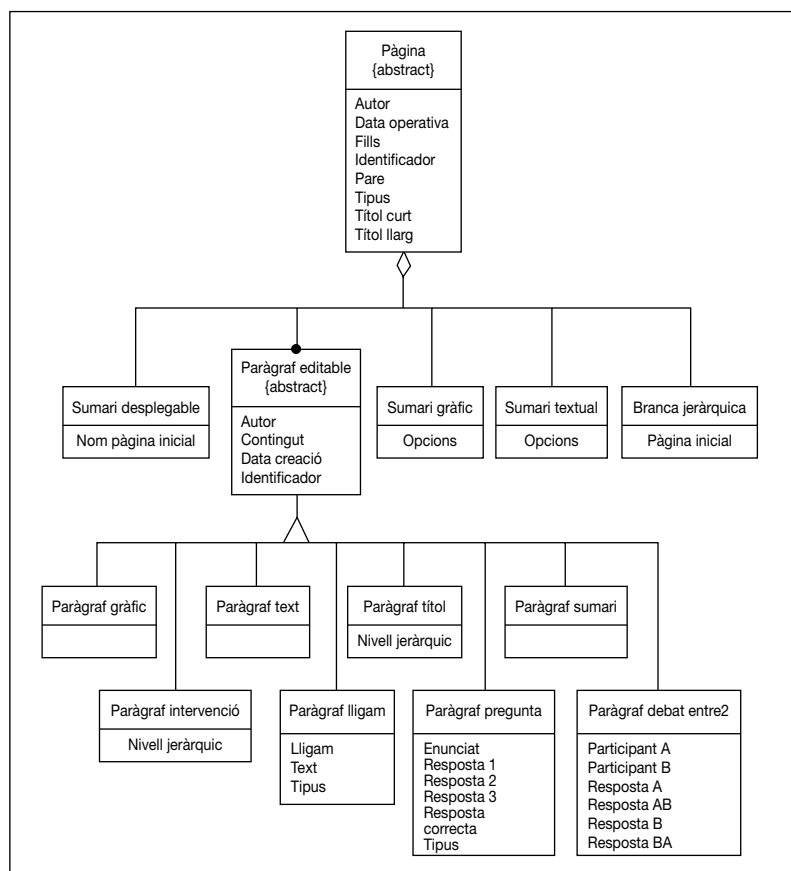 Pàgina
{abstract}
Autor
Data operativa
Fills
Identificador
Pare
Tipus
Títol curt
Títol llarg
Sumari desplegable
Nom pàgina inicial
Paràgraf editable
{abstract}
Autor
Contingut
Data creació
Identificador
Sumari gràfic
Opcions
Sumari textual
Opcions
Branca jeràrquica
Pàgina inicial
Paràgraf gràfic
Paràgraf text
Paràgraf títol
Nivell jeràrquic
Paràgraf sumari
Paràgraf intervenció
Nivell jeràrquic
Paràgraf lligam
Lligam
Text
Tipus
Paràgraf pregunta
Enunciat
Resposta 1
Resposta 2
Resposta 3
Resposta
correcta
Tipus
Paràgraf debat entre2
Participant A
Participant B
Resposta A
Resposta AB
Resposta B
Resposta BA